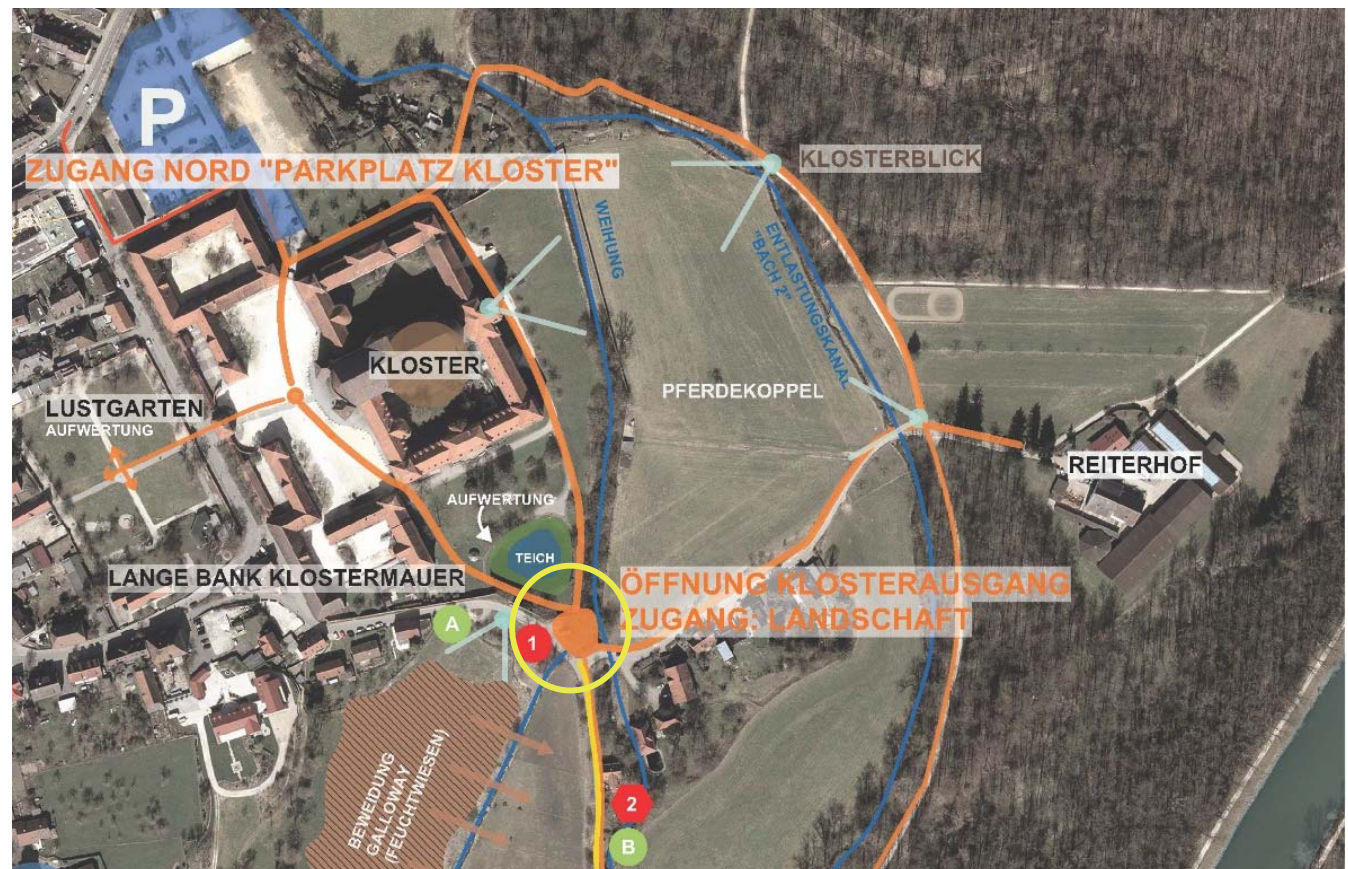 P
ZUGANG NORD "PARKPLATZ KLOSTER"
KLOSTERBLICK
WEIHUNG
ENTLASTUNGSKANAL
"BACH 2"
KLOSTER
PFERDEKOPPEL
LUSTGARTEN
AUFWERTUNG
REITERHOF
AUFWERTUNG
TEICH
LANGE BANK KLOSTERMAUER
ÖFFNUNG KLOSTERAUSGANG
ZUGANG: LANDSCHAFT
A
1
BEWEIDUNG
GALLOWAY
(FEUCHTWIESEN)
2
B